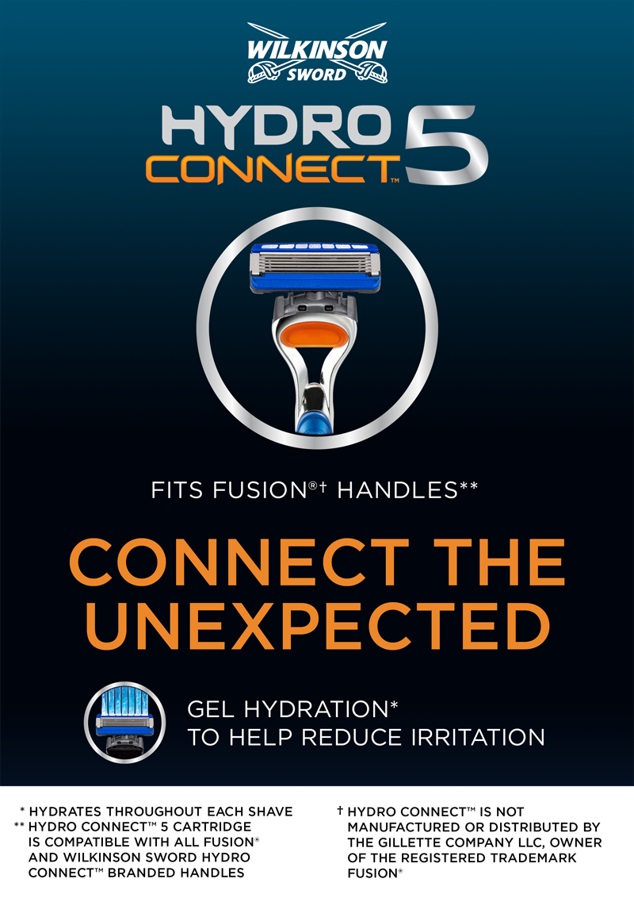 WILKINSON
SWORD
HYDRO 5
CONNECT™
FITS FUSION®† HANDLES**
CONNECT THE
UNEXPECTED
GEL HYDRATION*
TO HELP REDUCE IRRITATION
* HYDRATES THROUGHOUT EACH SHAVE
** HYDRO CONNECT™ 5 CARTRIDGE
IS COMPATIBLE WITH ALL FUSION®
AND WILKINSON SWORD HYDRO
CONNECT™ BRANDED HANDLES
† HYDRO CONNECT™ IS NOT
MANUFACTURED OR DISTRIBUTED BY
THE GILLETTE COMPANY LLC, OWNER
OF THE REGISTERED TRADEMARK
FUSION®